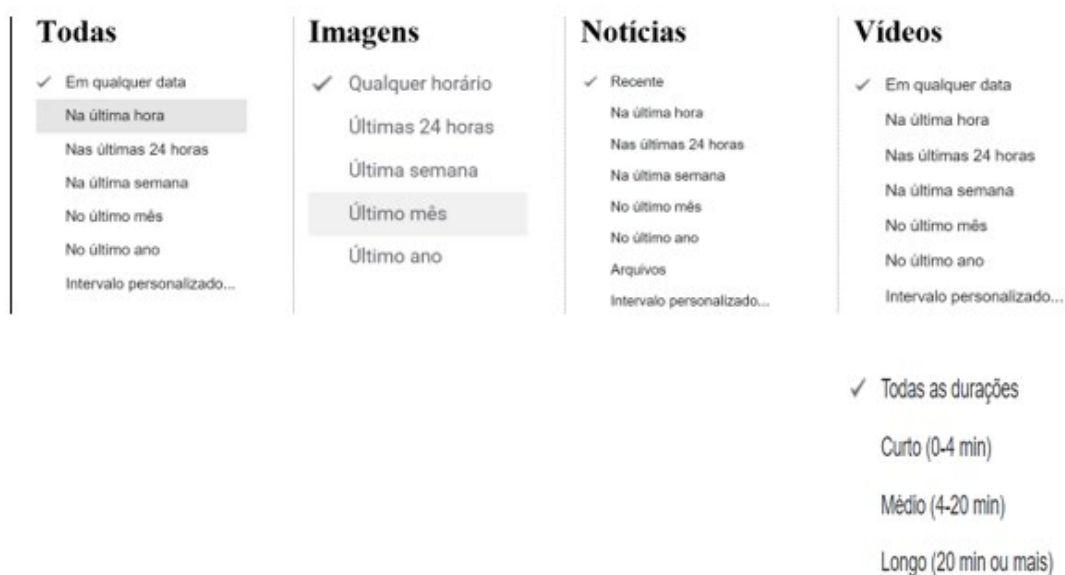 Todas
Em qualquer data
Na última hora
Nas últimas 24 horas
Na última semana
No último mês
No último ano
Intervalo personalizado...
Imagens
Qualquer horário
Últimas 24 horas
Última semana
Último mês
Último ano
Notícias
Recente
Na última hora
Nas últimas 24 horas
Na última semana
No último mês
No último ano
Arquivos
Intervalo personalizado...
Vídeos
Em qualquer data
Na última hora
Nas últimas 24 horas
Na última semana
No último mês
No último ano
Intervalo personalizado...
Todas as durações
Curto (0-4 min)
Médio (4-20 min)
Longo (20 min ou mais)